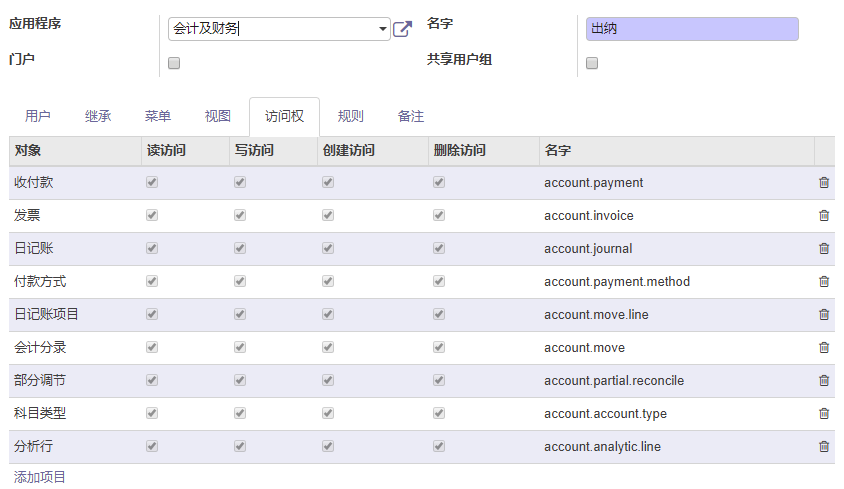 应用程序 会计及财务 名字 出纳
门户 共享用户组
用户 继承 菜单 视图 访问权 规则 备注
对象 读访问 写访问 创建访问 删除访问 名字
收付款 account.payment
发票 account.invoice
日记账 account.journal
付款方式 account.payment.method
日记账项目 account.move.line
会计分录 account.move
部分调节 account.partial.reconcile
科目类型 account.account.type
分析行 account.analytic.line
添加项目